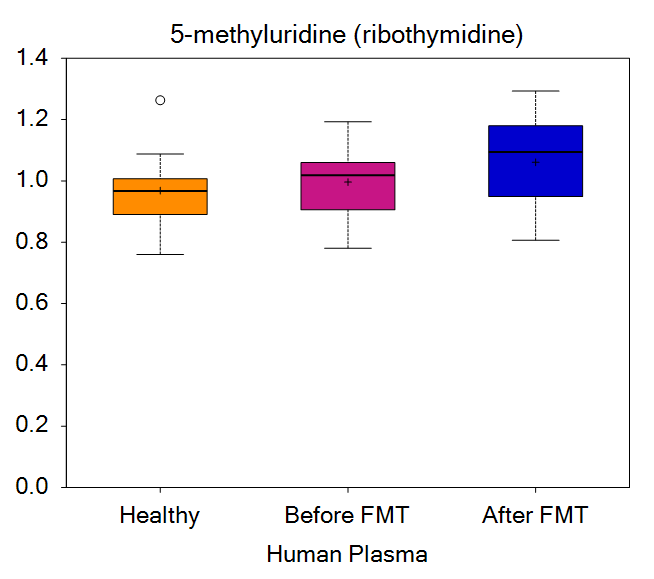 5-methyluridine (ribothymidine)
1.4
1.2
1.0
0.8
0.6
0.4
0.2
0.0
Healthy Before FMT After FMT
Human Plasma